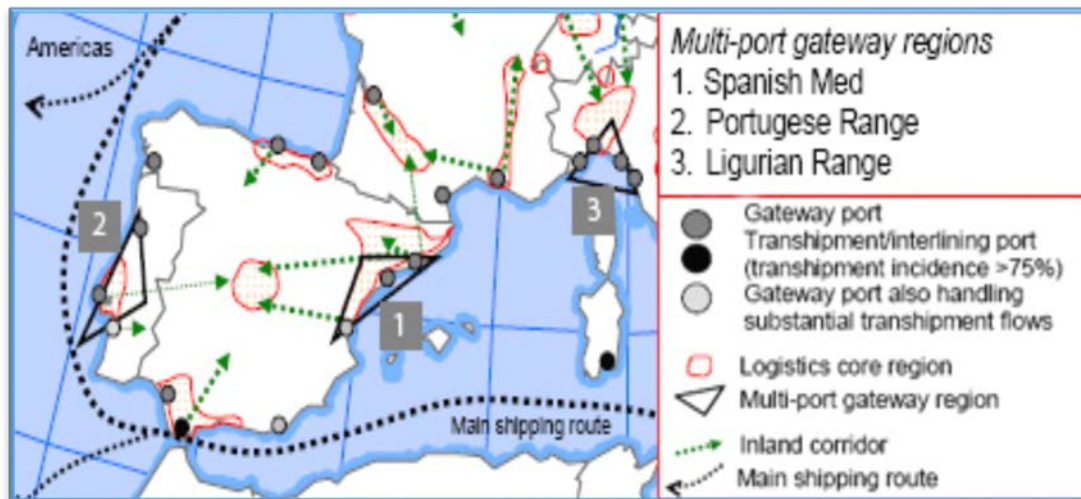 Americas
2
1
3
Main shipping route
Multi-port gateway regions
1. Spanish Med
2. Portugese Range
3. Ligurian Range
Gateway port
Transhipment/interlining port
(transhipment incidence >75%)
Gateway port also handling
substantial transhipment flows
Logistics core region
Multi-port gateway region
Inland corridor
Main shipping route